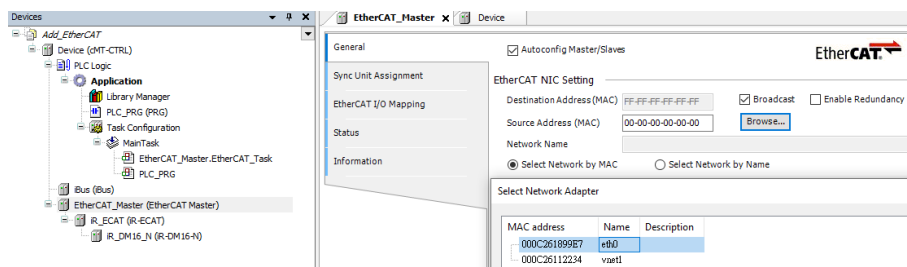 Devices
Add_EtherCAT
Device (cMT-CTRL)
PLC Logic
Application
Library Manager
PLC_PRG (PRG)
Task Configuration
MainTask
EtherCAT_Master.EtherCAT_Task
PLC_PRG
iBus (iBus)
EtherCAT_Master (EtherCAT Master)
iR_ECAT (iR-ECAT)
iR_DM16_N (iR-DM16-N)
EtherCAT_Master
Device
General
Sync Unit Assignment
EtherCAT I/O Mapping
Status
Information
Autoconfig Master/Slaves
EtherCAT
EtherCAT NIC Setting
Destination Address (MAC) FF-FF-FF-FF-FF-FF Broadcast Enable Redundancy
Source Address (MAC) 00-00-00-00-00-00 Browse...
Network Name
Select Network by MAC Select Network by Name
Select Network Adapter
MAC address Name Description
000C261899E7 eth0
000C26112234 vnet1